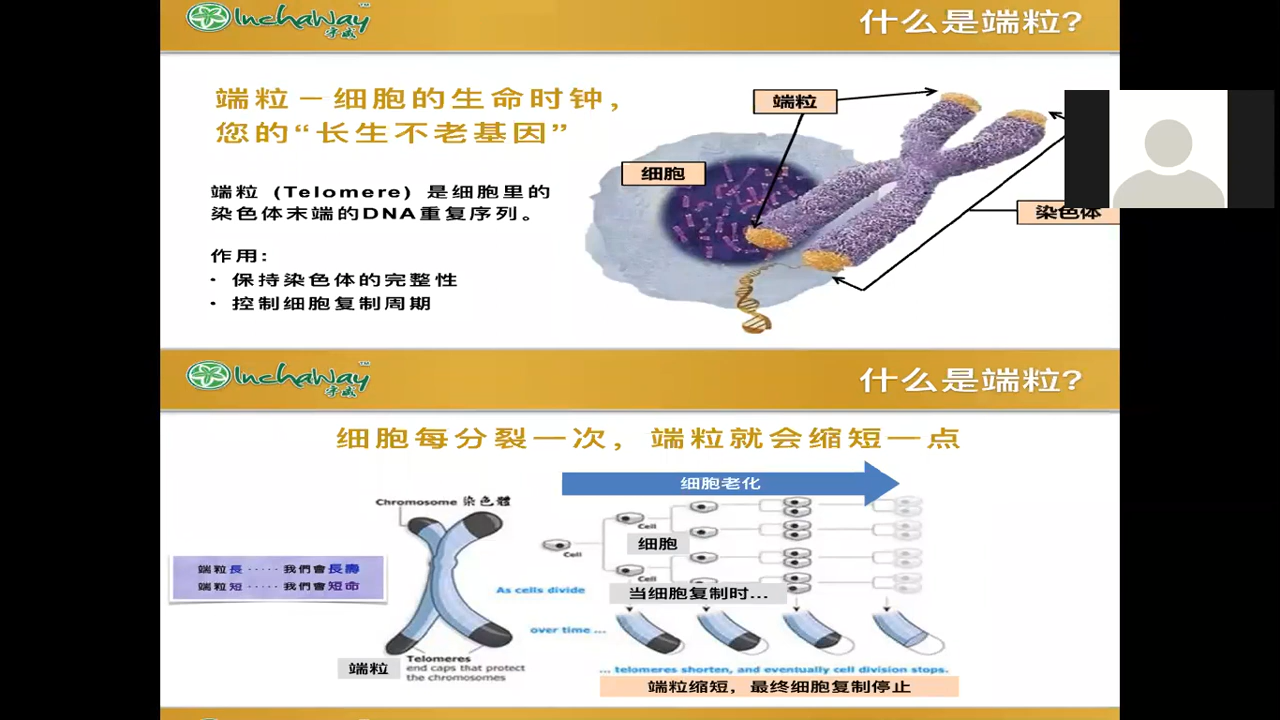 InchaWay™
宇威
什么是端粒?
端粒－细胞的生命时钟,
您的“长生不老基因”
端粒 (Telomere) 是细胞里的
染色体末端的DNA重复序列。
作用:
· 保持染色体的完整性
· 控制细胞复制周期
端粒
细胞
染色体
InchaWay™
宇威
什么是端粒?
细胞每分裂一次, 端粒就会缩短一点
细胞老化
Chromosome 染色體
Cell
Cell
细胞
Cell
端粒長 ····· 我們會長壽
端粒短 ····· 我們會短命
As cells divide
当细胞复制时...
over time ...
端粒
Telomeres
end caps that protect
the chromosomes
... telomeres shorten, and eventually cell division stops.
端粒缩短, 最终细胞复制停止